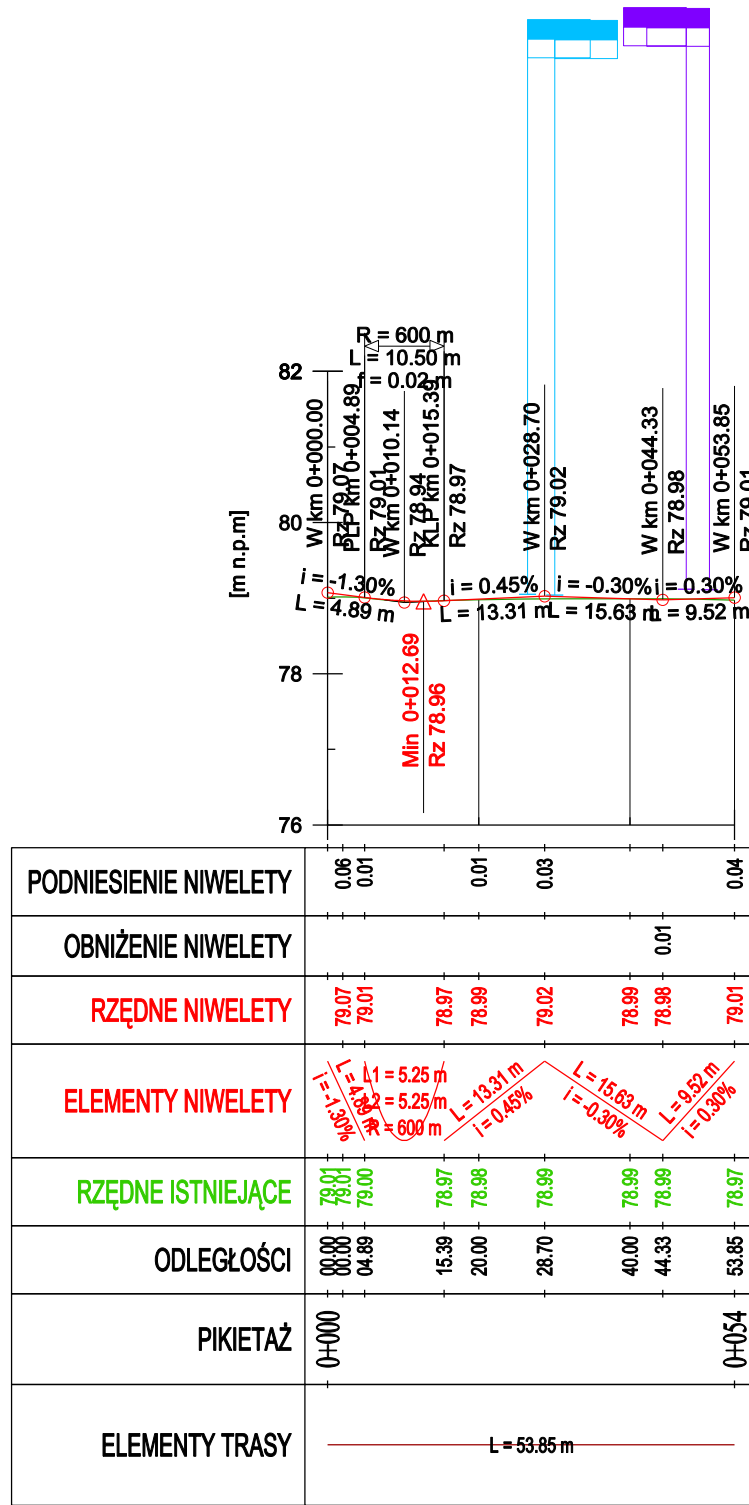 R = 600 m
L = 10.50 m
f = 0.02 m
82
80
78
76
[m n.p.m]
W km 0+000.00
Rz 79.07
PLP km 0+004.89
Rz 79.01
W km 0+010.14
Rz 78.94
KLP km 0+015.39
Rz 78.97
W km 0+028.70
Rz 79.02
W km 0+044.33
Rz 78.98
W km 0+053.85
Rz 79.01
i = -1.30%
L = 4.89 m
i = 0.45%
L = 13.31 m
i = -0.30%
L = 15.63 m
i = 0.30%
L = 9.52 m
Min 0+012.69
Rz 78.96
PODNIESIENIE NIWELETY
0.06 0.01 0.01 0.03 0.04
OBNIŻENIE NIWELETY
0.01
RZĘDNE NIWELETY
79.07 79.01 78.97 78.99 79.02 78.99 78.98 79.01
ELEMENTY NIWELETY
L = 4.89 m
i = -1.30%
L1 = 5.25 m
L2 = 5.25 m
R = 600 m
L = 13.31 m
i = 0.45%
L = 15.63 m
i = -0.30%
L = 9.52 m
i = 0.30%
RZĘDNE ISTNIEJĄCE
79.01 79.01 79.00 78.97 78.98 78.99 78.99 78.99 78.97
ODLEGŁOŚCI
00.00 00.00 04.89 15.39 20.00 28.70 40.00 44.33 53.85
PIKIETAŻ
0+000 0+054
ELEMENTY TRASY
L = 53.85 m